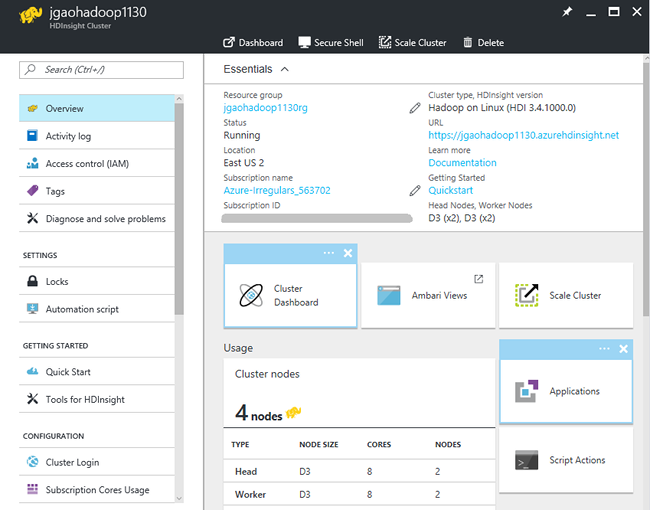 jgaohadoop1130
HDInsight Cluster
Dashboard Secure Shell Scale Cluster Delete
Search (Ctrl+/)
Overview
Activity log
Access control (IAM)
Tags
Diagnose and solve problems
SETTINGS
Locks
Automation script
GETTING STARTED
Quick Start
Tools for HDInsight
CONFIGURATION
Cluster Login
Subscription Cores Usage
Essentials
Resource group
jgaohadoop1130rg
Status
Running
Location
East US 2
Subscription name
Azure-Irregulars_563702
Subscription ID
Cluster type, HDInsight version
Hadoop on Linux (HDI 3.4.1000.0)
URL
https://jgaohadoop1130.azurehdinsight.net
Learn more
Documentation
Getting Started
Quickstart
Head Nodes, Worker Nodes
D3 (x2), D3 (x2)
Cluster
Dashboard
Ambari Views
Scale Cluster
Usage
Cluster nodes
4 nodes
TYPE NODE SIZE CORES NODES
Head D3 8 2
Worker D3 8 2
Applications
Script Actions